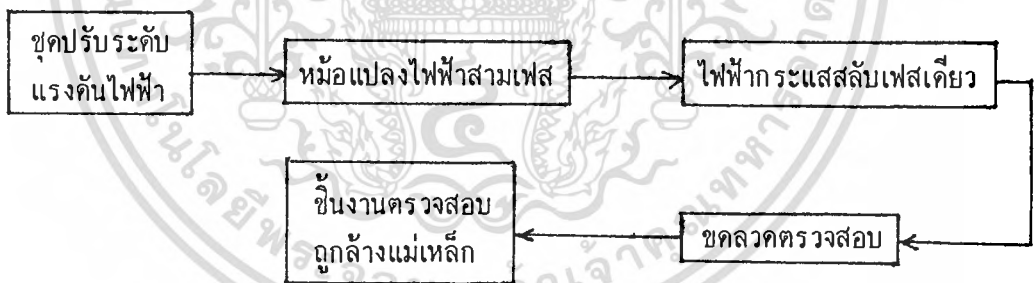 ชุดปรับระดับ
แรงดันไฟฟ้า
หม้อแปลงไฟฟ้าสามเฟส
ไฟฟ้ากระแสสลับเฟสเดียว
ขดลวดตรวจสอบ
ชิ้นงานตรวจสอบ
ถูกล้างแม่เหล็ก